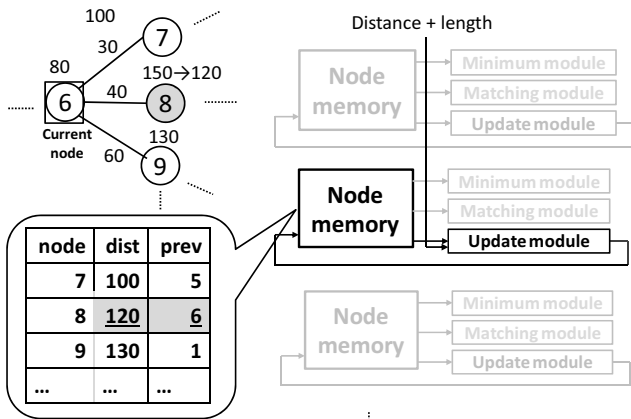 100
7
30
80
150→120
6
40
8
Current
node
130
60
9
node dist prev
7 100 5
8 120 6
9 130 1
... ... ...
Distance + length
Node
memory
Minimum module
Matching module
Update module
Node
memory
Minimum module
Matching module
Update module
Node
memory
Minimum module
Matching module
Update module